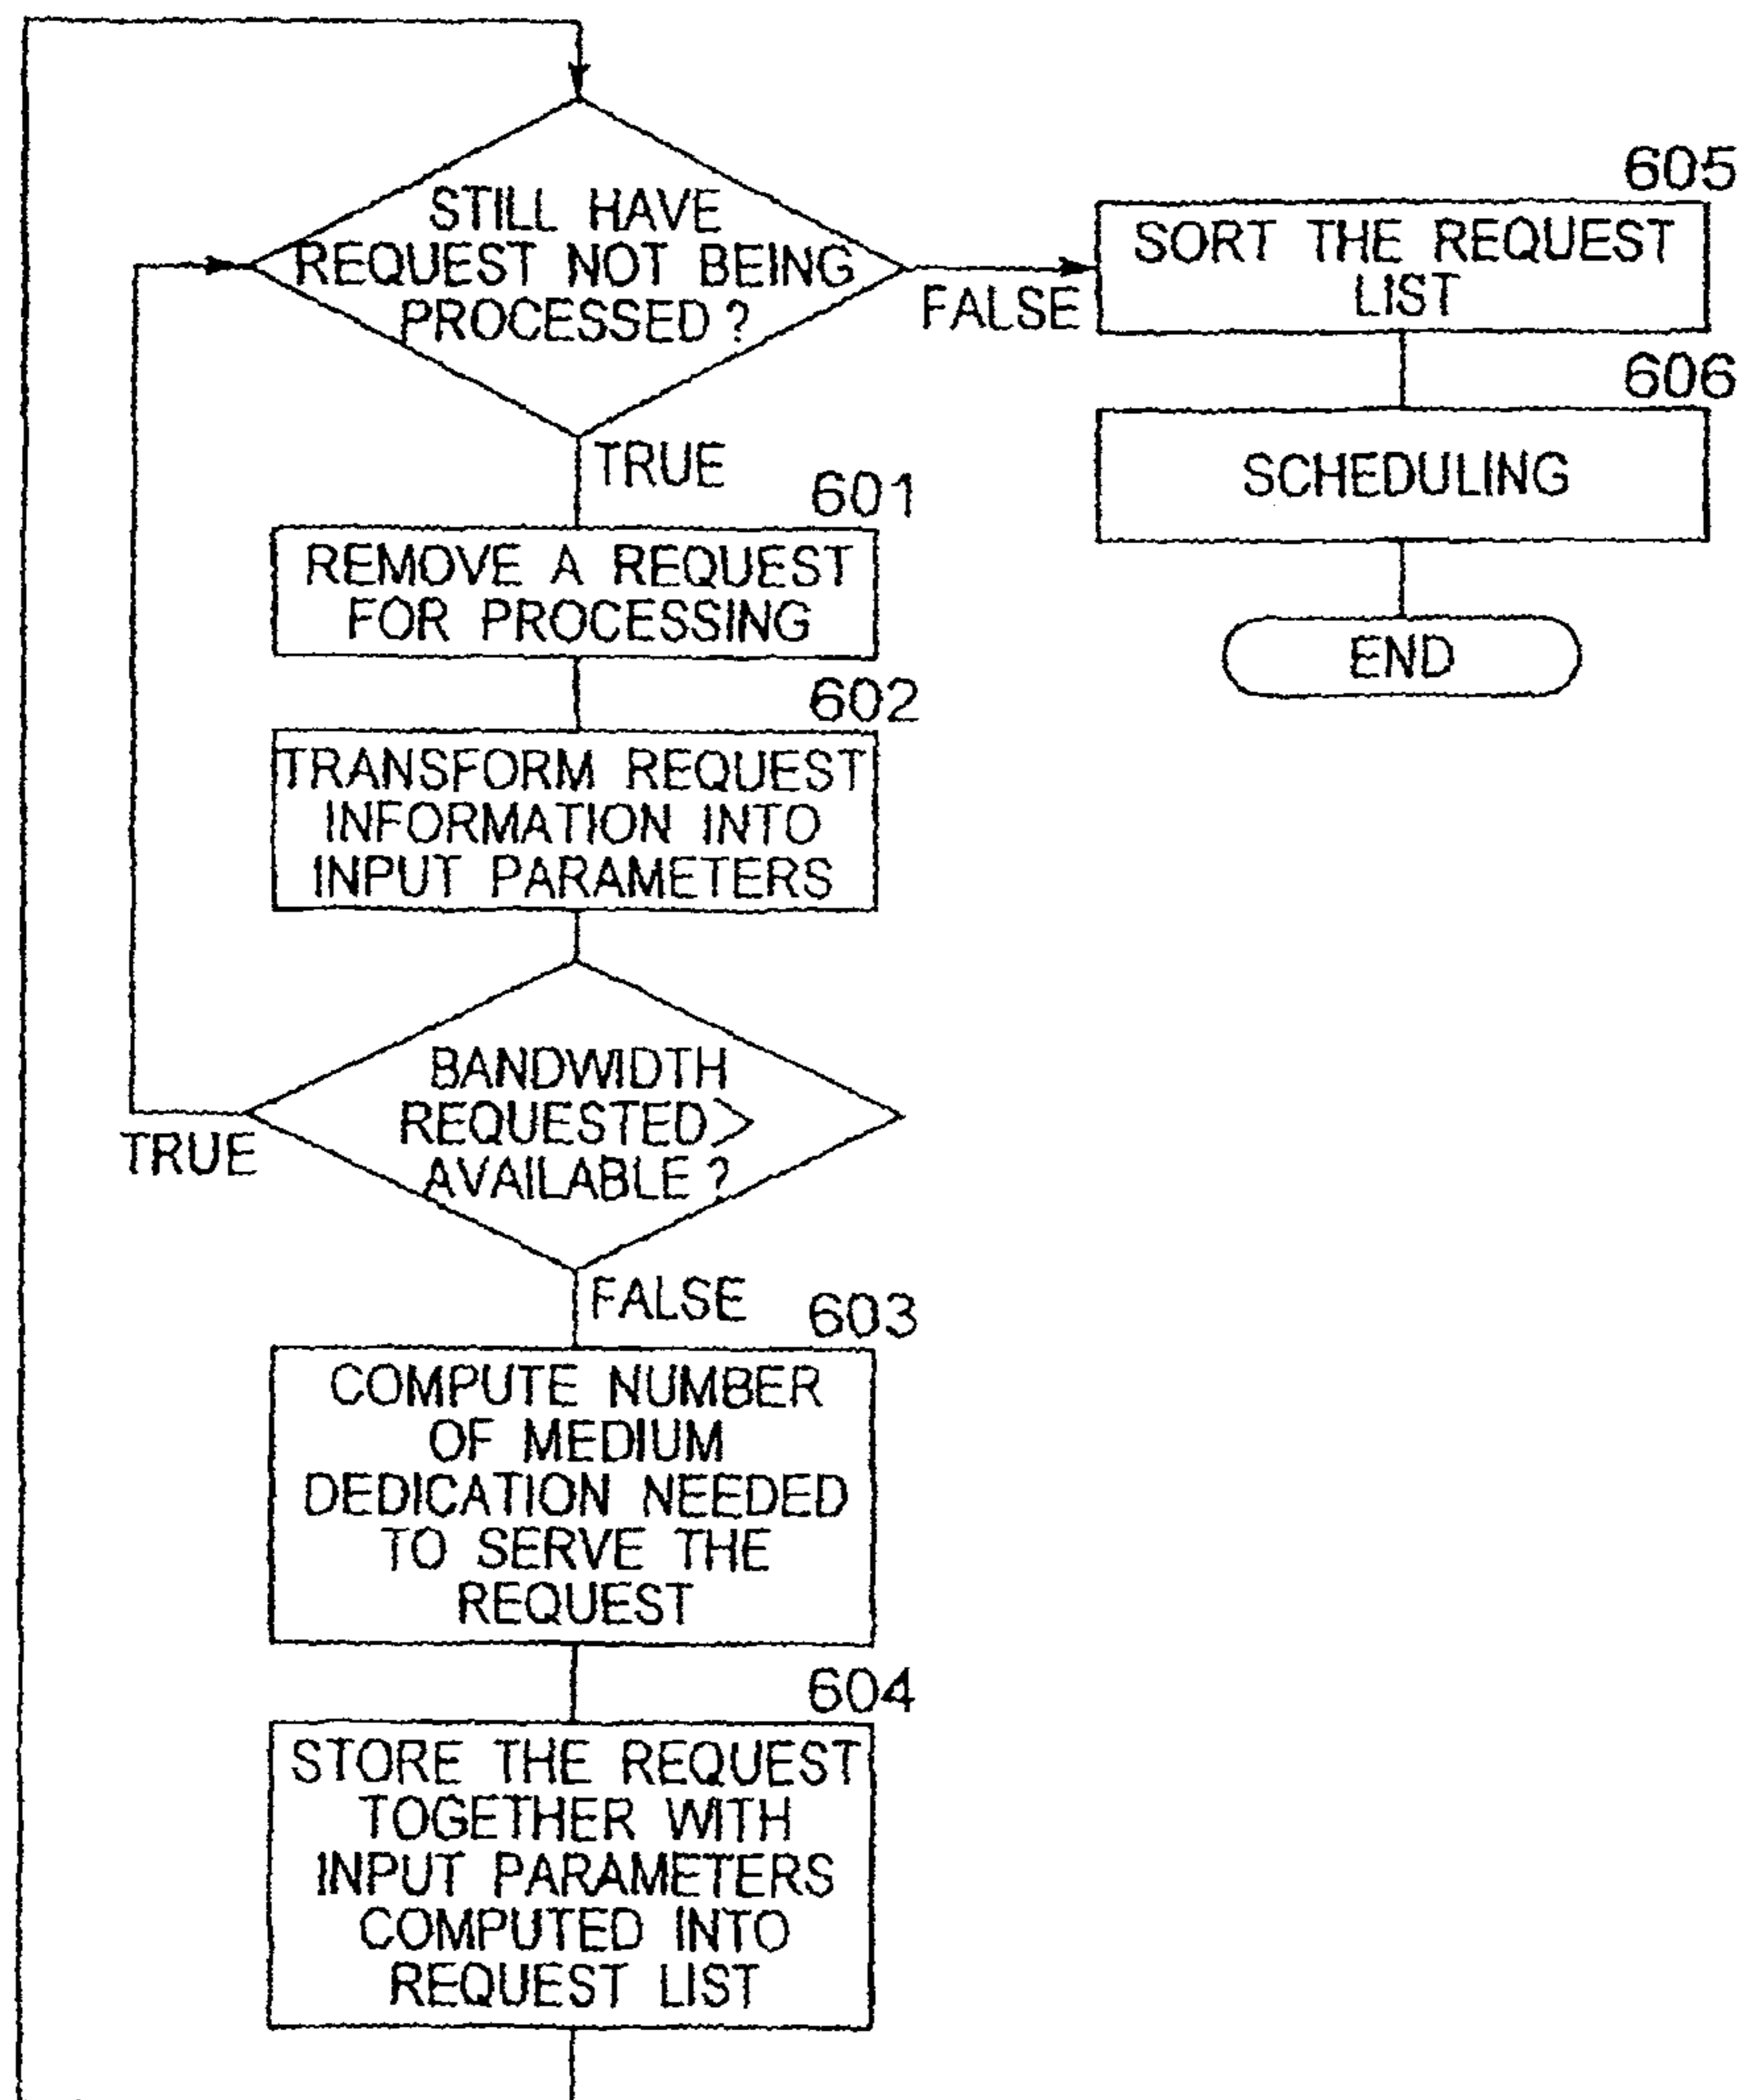 STILL HAVE
REQUEST NOT BEING
PROCESSED?
FALSE
TRUE
601
REMOVE A REQUEST
FOR PROCESSING
602
TRANSFORM REQUEST
INFORMATION INTO
INPUT PARAMETERS
BANDWIDTH
REQUESTED>
AVAILABLE?
TRUE
FALSE
603
COMPUTE NUMBER
OF MEDIUM
DEDICATION NEEDED
TO SERVE THE
REQUEST
604
STORE THE REQUEST
TOGETHER WITH
INPUT PARAMETERS
COMPUTED INTO
REQUEST LIST
605
SORT THE REQUEST
LIST
606
SCHEDULING
END